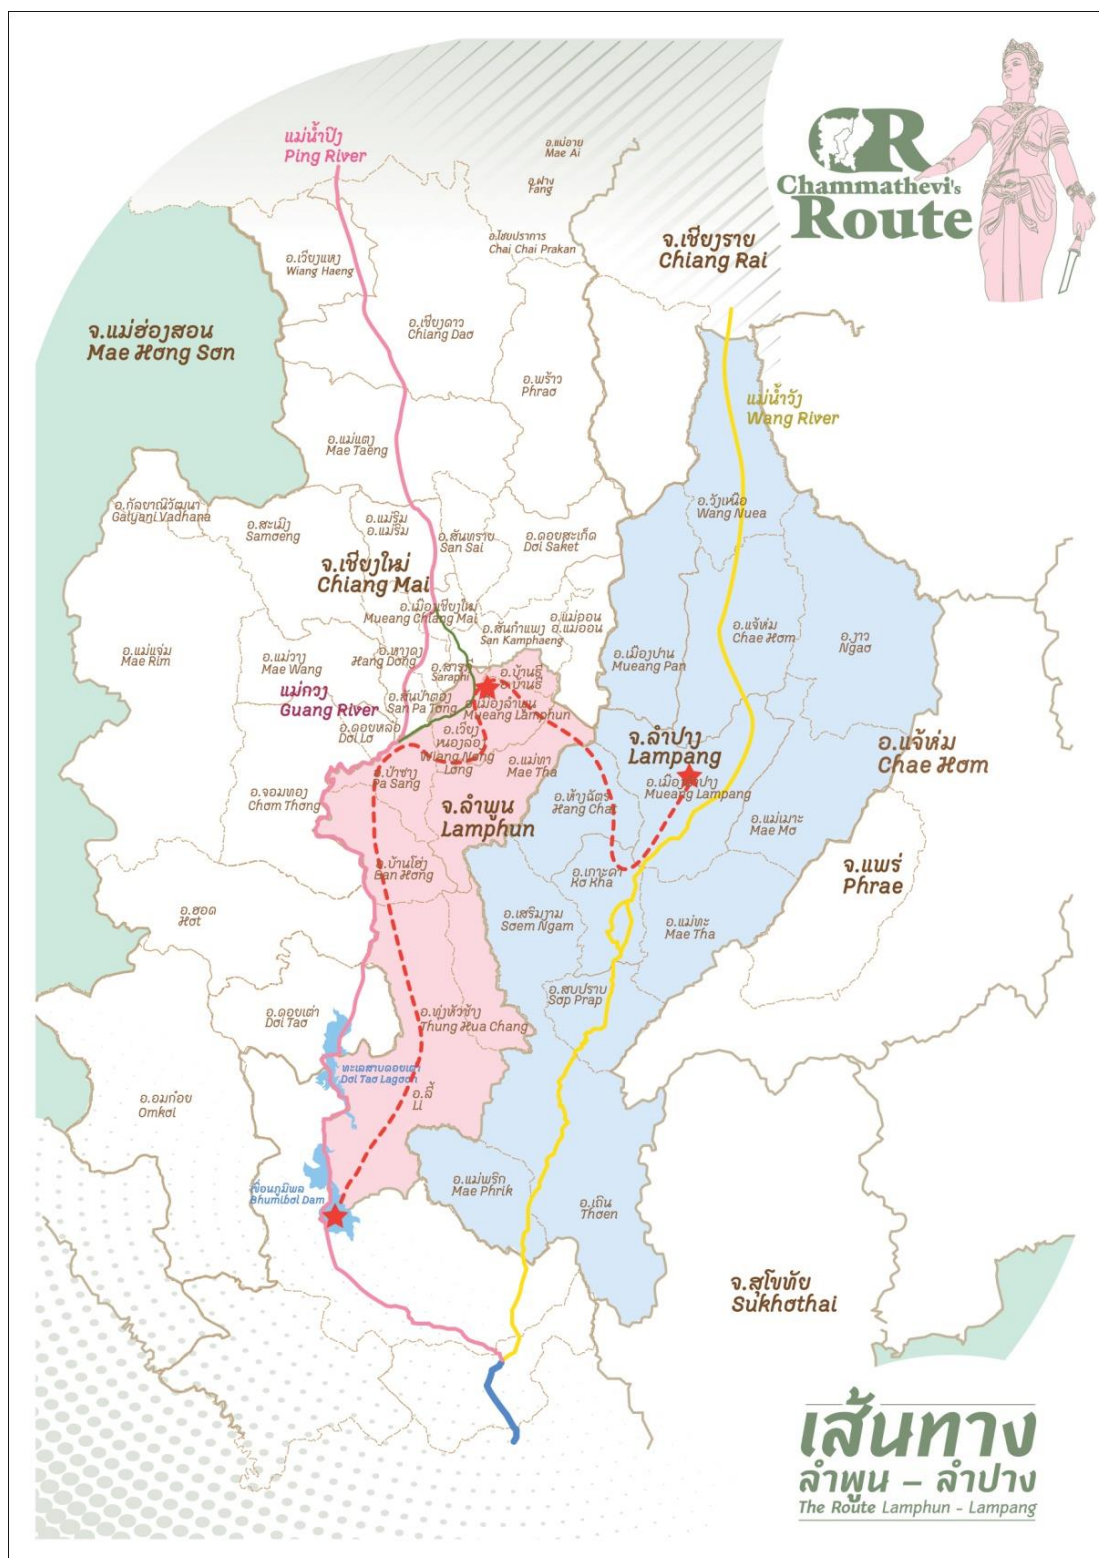 แม่น้ำปิง
Ping River
อ.แม่อาย
Mae Ai
อ.ฝาง
Fang
CR
Chammathevi's
Route
อ.ไชยปราการ
Chai Chai Prakan
จ.เชียงราย
Chiang Rai
อ.เวียงแหง
Wiang Haeng
จ.แม่ฮ่องสอน
Mae Hong Son
อ.เชียงดาว
Chiang Dao
อ.พร้าว
Phrao
แม่น้ำวัง
Wang River
อ.แม่แตง
Mae Taeng
อ.กัลยาณิวัฒนา
Galyani Vadhana
อ.สะเมิง
Samoeng
อ.แม่ริม
อ.แม่ริม
อ.สันทราย
San Sai
อ.ดอยสะเก็ด
Doi Saket
อ.วังเหนือ
Wang Nuea
จ.เชียงใหม่
Chiang Mai
อ.เมืองเชียงใหม่
Mueang Chiang Mai
อ.สันกำแพง
San Kamphaeng
อ.แม่ออน
อ.แม่ออน
อ.แม่แจ่ม
Mae Rim
อ.แม่วาง
Mae Wang
อ.หางดง
Hang Dong
อ.สารภี
Saraphi
อ.บ้านธิ
อ.บ้านธิ
อ.เมืองปาน
Mueang Pan
อ.แจ้ห่ม
Chae Hom
อ.งาว
Ngao
แม่กวง
Guang River
อ.สันป่าตอง
San Pa Tong
อ.เมืองลำพูน
Mueang Lamphun
อ.ดอยหล่อ
Doi Lo
อ.เวียง
หนองล่อง
Wiang Nong
Long
อ.แม่ทา
Mae Tha
จ.ลำปาง
Lampang
อ.เมืองลำปาง
Mueang Lampang
อ.แจ้ห่ม
Chae Hom
อ.ป่าซาง
Pa Sang
อ.จอมทอง
Chom Thong
จ.ลำพูน
Lamphun
อ.ห้างฉัตร
Hang Chat
อ.แม่เมาะ
Mae Mo
อ.บ้านโฮ่ง
Ban Hong
อ.เกาะคา
Ko Kha
จ.แพร่
Phrae
อ.ฮอด
Hot
อ.เสริมงาม
Soem Ngam
อ.แม่ทะ
Mae Tha
อ.สบปราบ
Sop Prap
อ.ดอยเต่า
Doi Tao
อ.ทุ่งหัวช้าง
Thung Hua Chang
ทะเลสาบดอยเต่า
Doi Tao Lagoon
อ.ลี้
Li
อ.อมก๋อย
Omkoi
เขื่อนภูมิพล
Bhumibol Dam
อ.แม่พริก
Mae Phrik
อ.เถิน
Thoen
จ.สุโขทัย
Sukhothai
เส้นทาง
ลำพูน – ลำปาง
The Route Lamphun - Lampang